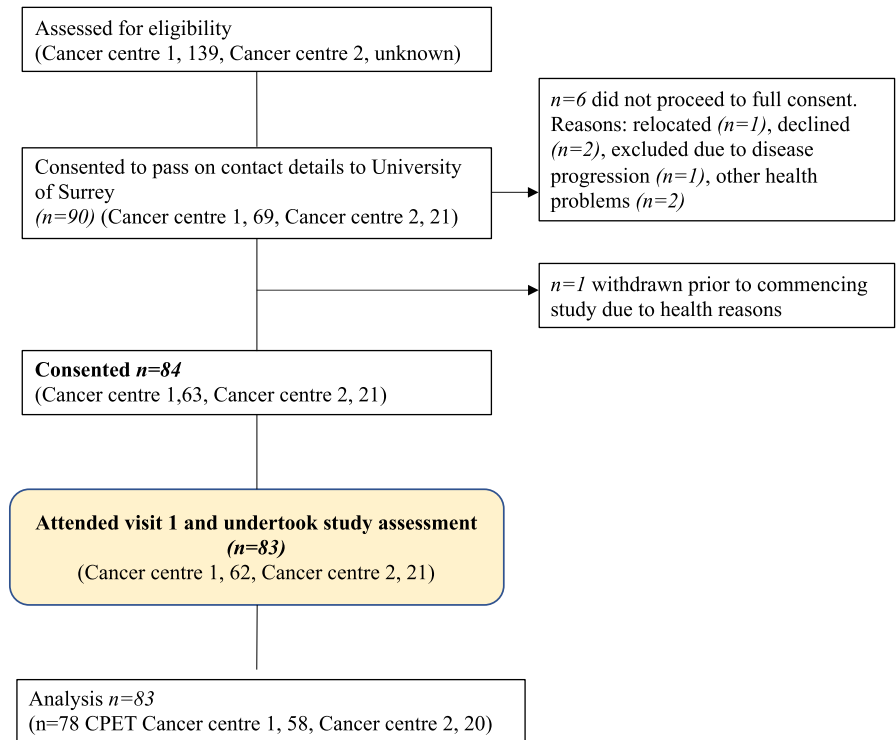 Assessed for eligibility
(Cancer centre 1, 139, Cancer centre 2, unknown)
n=6 did not proceed to full consent.
Reasons: relocated (n=1), declined
(n=2), excluded due to disease
progression (n=1), other health
problems (n=2)
Consented to pass on contact details to University
of Surrey
(n=90) (Cancer centre 1, 69, Cancer centre 2, 21)
n=1 withdrawn prior to commencing
study due to health reasons
Consented n=84
(Cancer centre 1,63, Cancer centre 2, 21)
Attended visit 1 and undertook study assessment
(n=83)
(Cancer centre 1, 62, Cancer centre 2, 21)
Analysis n=83
(n=78 CPET Cancer centre 1, 58, Cancer centre 2, 20)